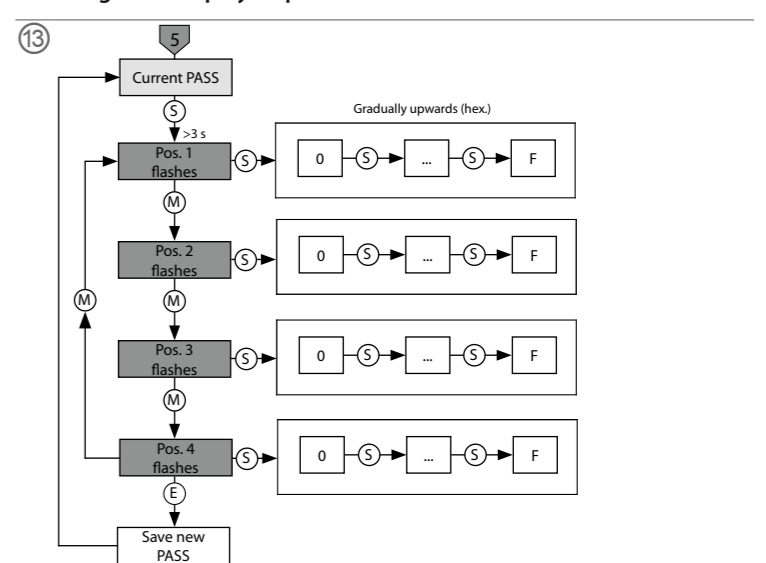 ⑬
5
Current PASS
S
>3 s
Gradually upwards (hex.)
Pos. 1
flashes
S
0
S
...
S
F
M
Pos. 2
flashes
S
0
S
...
S
F
M
M
Pos. 3
flashes
S
0
S
...
S
F
M
Pos. 4
flashes
S
0
S
...
S
F
E
Save new
PASS